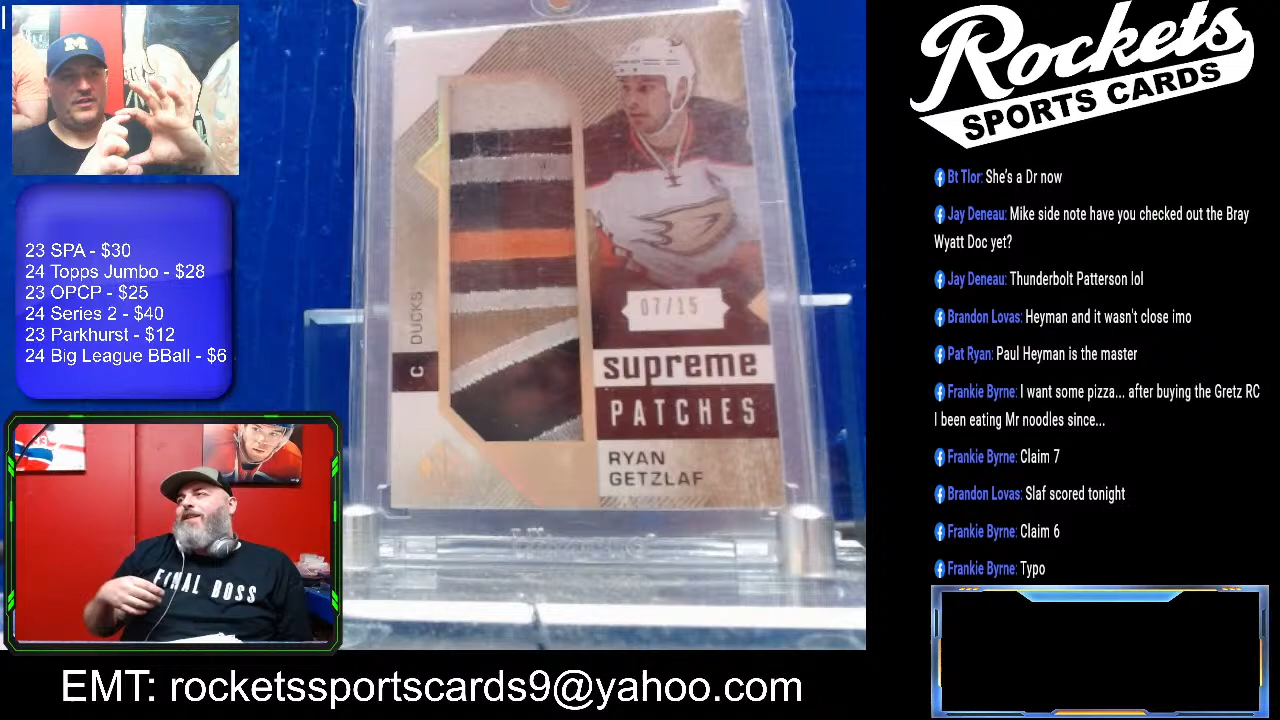 M
23 SPA - $30
24 Topps Jumbo - $28
23 OPCP - $25
24 Series 2 - $40
23 Parkhurst - $12
24 Big League BBall - $6
FINAL BOSS
DUCKS
C
07/15
supreme
PATCHES
RYAN
GETZLAF
Rockets
SPORTS CARDS
Bt Tlor: She's a Dr now
Jay Deneau: Mike side note have you checked out the Bray
Wyatt Doc yet?
Jay Deneau: Thunderbolt Patterson lol
Brandon Lovas: Heyman and it wasn't close imo
Pat Ryan: Paul Heyman is the master
Frankie Byrne: I want some pizza... after buying the Gretz RC
I been eating Mr noodles since...
Frankie Byrne: Claim 7
Brandon Lovas: Slaf scored tonight
Frankie Byrne: Claim 6
Frankie Byrne: Typo
EMT: rocketssportscards9@yahoo.com